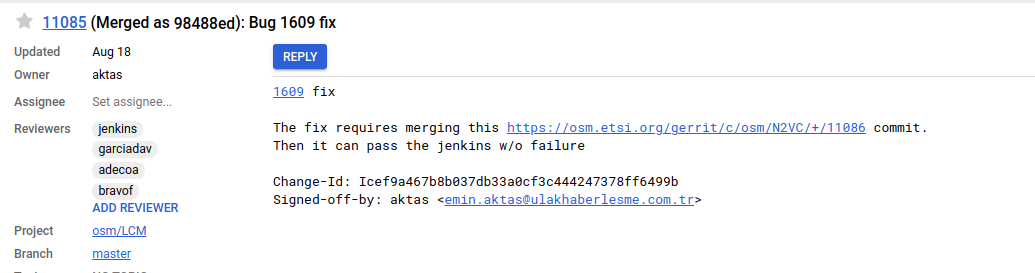 11085 (Merged as 98488ed): Bug 1609 fix
Updated Aug 18
Owner aktas
Assignee Set assignee...
Reviewers jenkins
garciadav
adecoa
bravof
ADD REVIEWER
Project osm/LCM
Branch master
REPLY
1609 fix
The fix requires merging this https://osm.etsi.org/gerrit/c/osm/N2VC/+/11086 commit.
Then it can pass the jenkins w/o failure
Change-Id: Icef9a467b8b037db33a0cf3c444247378ff6499b
Signed-off-by: aktas <emin.aktas@ulakhaberlesme.com.tr>